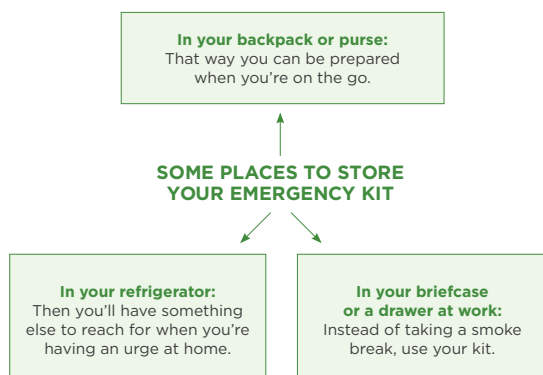 In your backpack or purse:
That way you can be prepared
when you're on the go.
SOME PLACES TO STORE
YOUR EMERGENCY KIT
In your refrigerator:
Then you'll have something
else to reach for when you're
having an urge at home.
In your briefcase
or a drawer at work:
Instead of taking a smoke
break, use your kit.